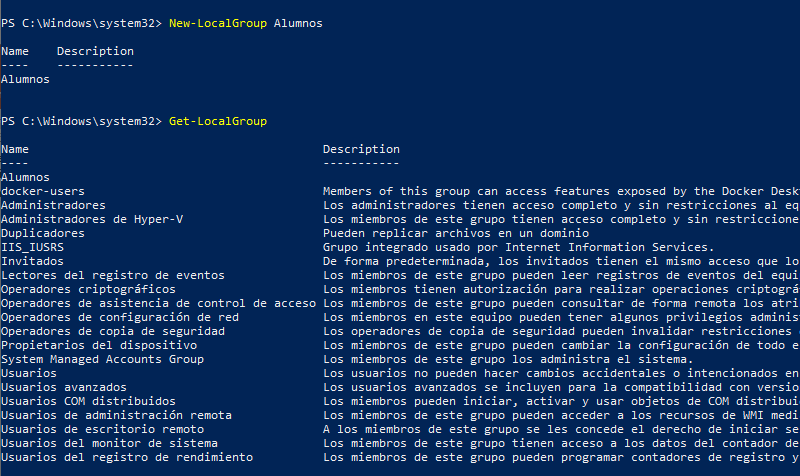 PS C:\Windows\system32> New-LocalGroup Alumnos
Name Description
---- -----------
Alumnos
PS C:\Windows\system32> Get-LocalGroup
Name Description
---- -----------
Alumnos
docker-users Members of this group can access features exposed by the Docker Desk
Administradores Los administradores tienen acceso completo y sin restricciones al eq
Administradores de Hyper-V Los miembros de este grupo tienen acceso completo y sin restriccione
Duplicadores Pueden replicar archivos en un dominio
IIS_IUSRS Grupo integrado usado por Internet Information Services.
Invitados De forma predeterminada, los invitados tienen el mismo acceso que lo
Lectores del registro de eventos Los miembros de este grupo pueden leer registros de eventos del equi
Operadores criptográficos Los miembros tienen autorización para realizar operaciones criptográ
Operadores de asistencia de control de acceso Los miembros de este grupo pueden consultar de forma remota los atri
Operadores de configuración de red Los miembros en este equipo pueden tener algunos privilegios adminis
Operadores de copia de seguridad Los operadores de copia de seguridad pueden invalidar restricciones
Propietarios del dispositivo Los miembros de este grupo pueden cambiar la configuración de todo e
System Managed Accounts Group Los miembros de este grupo los administra el sistema.
Usuarios Los usuarios no pueden hacer cambios accidentales o intencionados en
Usuarios avanzados Los usuarios avanzados se incluyen para la compatibilidad con versio
Usuarios COM distribuidos Los miembros pueden iniciar, activar y usar objetos de COM distribui
Usuarios de administración remota Los miembros de este grupo pueden acceder a los recursos de WMI medi
Usuarios de escritorio remoto A los miembros de este grupo se les concede el derecho de iniciar se
Usuarios del monitor de sistema Los miembros de este grupo tienen acceso a los datos del contador de
Usuarios del registro de rendimiento Los miembros de este grupo pueden programar contadores de registro y